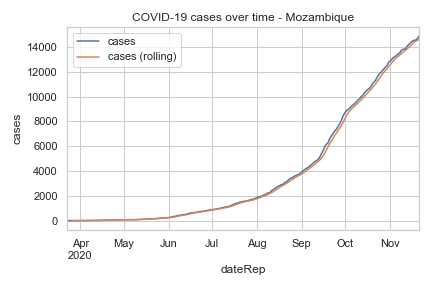 COVID-19 cases over time - Mozambique
cases
cases (rolling)
14000
12000
10000
8000
6000
4000
2000
0
cases
Apr May Jun Jul Aug Sep Oct Nov
2020
dateRep